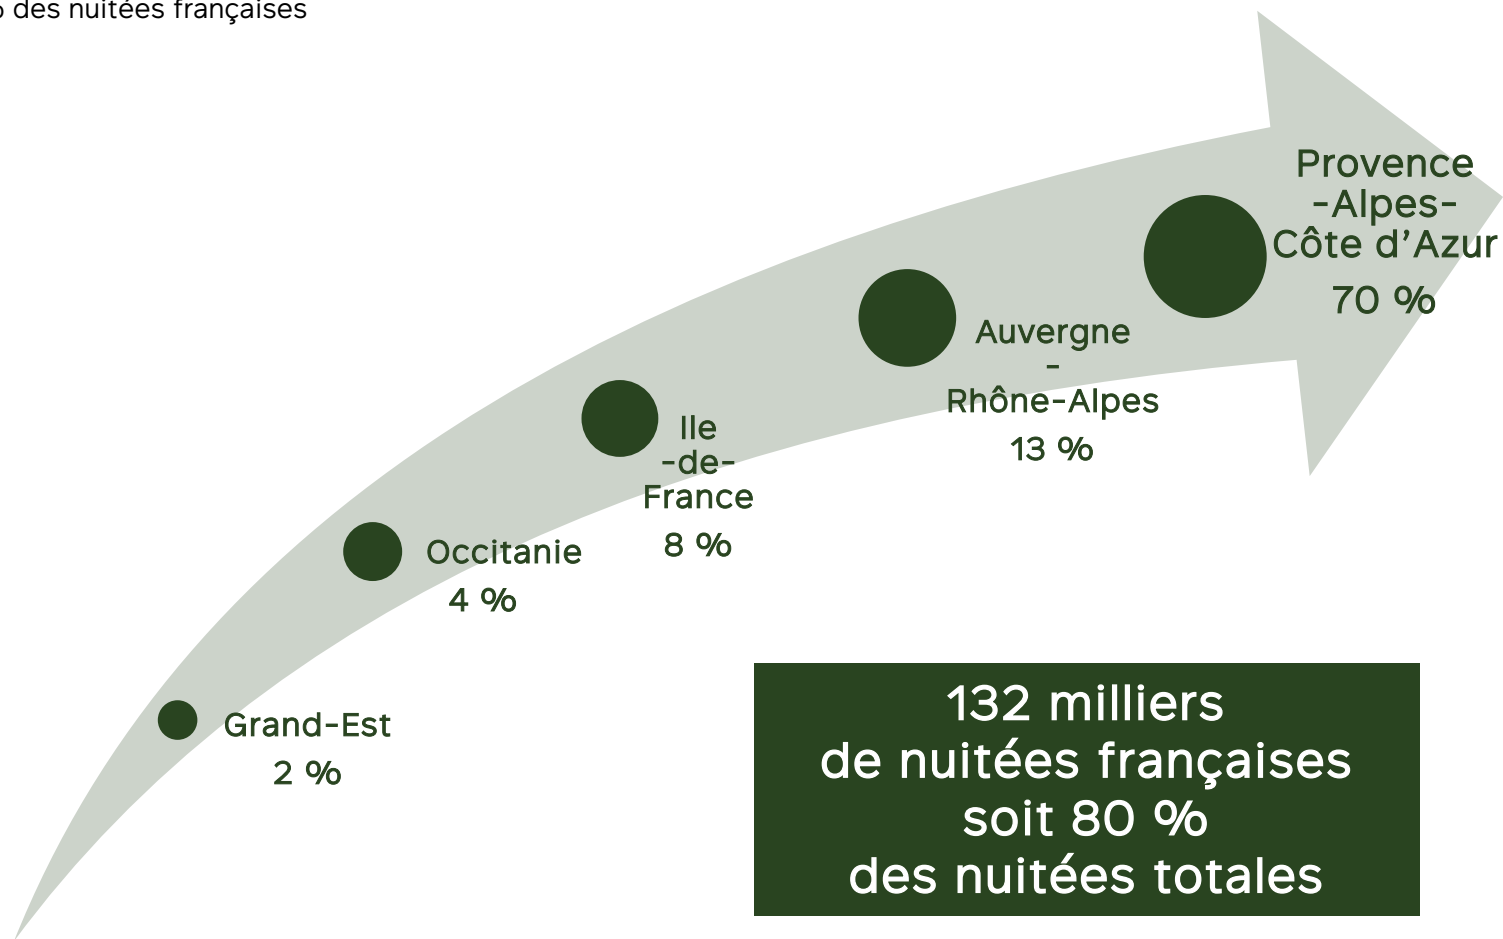 % des nuitées françaises
Provence
-Alpes-
Côte d’Azur
70 %
Auvergne
-
Rhône-Alpes
13 %
Ile
-de-
France
8 %
Occitanie
4 %
Grand-Est
2 %
132 milliers
de nuitées françaises
soit 80 %
des nuitées totales